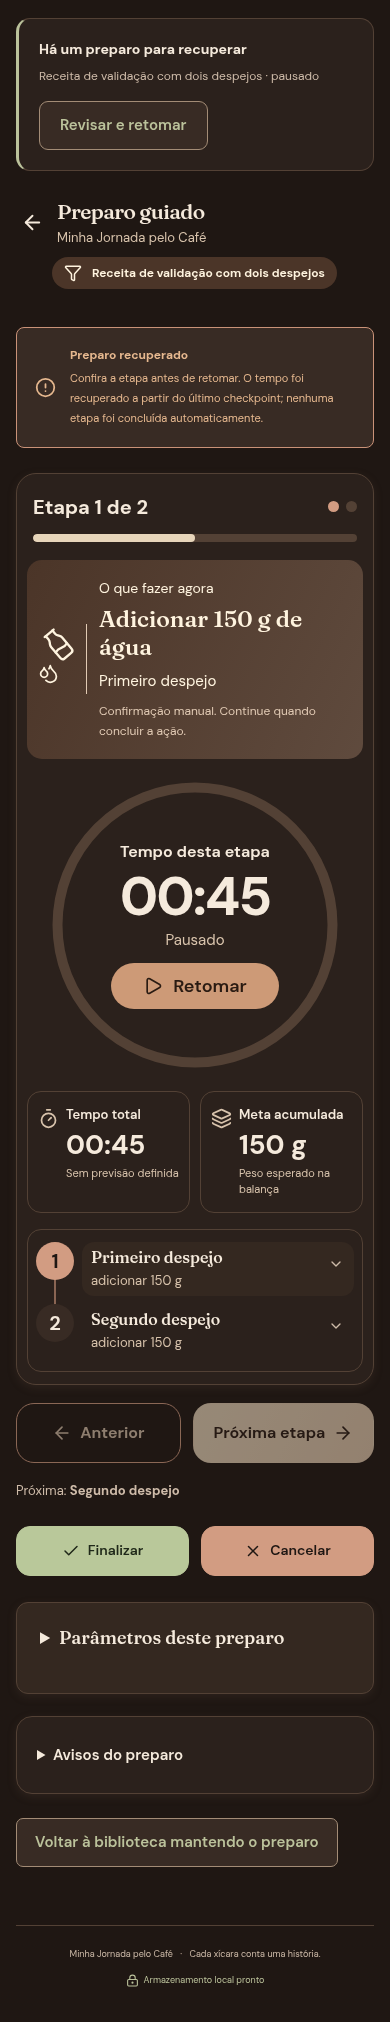 Há um preparo para recuperar
Receita de validação com dois despejos · pausado
Revisar e retomar
Preparo guiado
Minha Jornada pelo Café
Receita de validação com dois despejos
Preparo recuperado
Confira a etapa antes de retomar. O tempo foi
recuperado a partir do último checkpoint; nenhuma
etapa foi concluída automaticamente.
Etapa 1 de 2
O que fazer agora
Adicionar 150 g de
água
Primeiro despejo
Confirmação manual. Continue quando
concluir a ação.
Tempo desta etapa
00:45
Pausado
Retomar
Tempo total
00:45
Sem previsão definida
Meta acumulada
150 g
Peso esperado na
balança
1
Primeiro despejo
adicionar 150 g
2
Segundo despejo
adicionar 150 g
Anterior
Próxima etapa
Próxima: Segundo despejo
Finalizar
Cancelar
Parâmetros deste preparo
Avisos do preparo
Voltar à biblioteca mantendo o preparo
Minha Jornada pelo Café · Cada xícara conta uma história.
Armazenamento local pronto